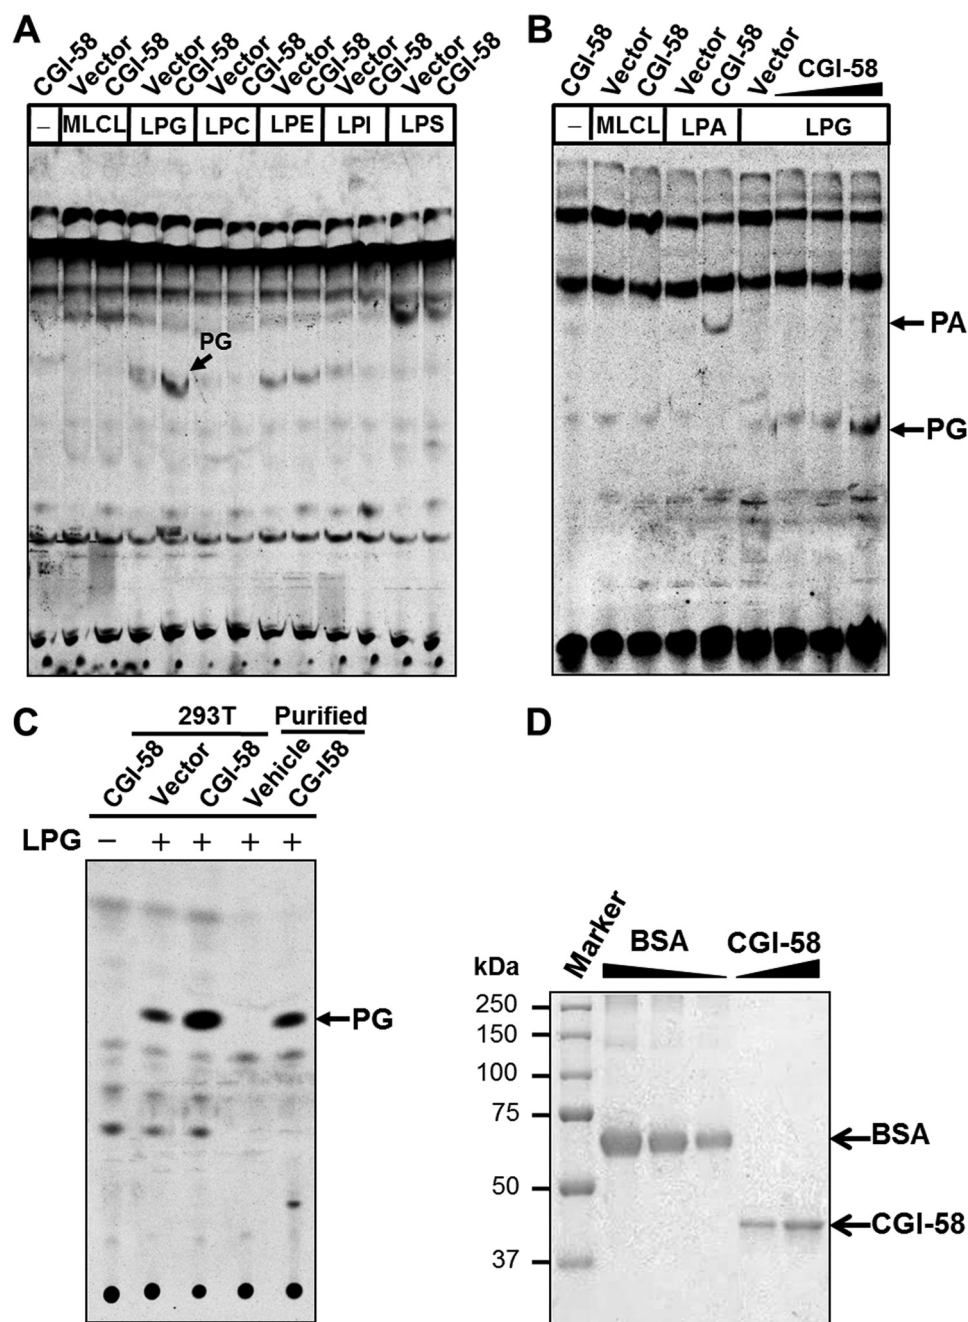 A
CGI-58 Vector CGI-58 Vector CGI-58 Vector CGI-58 Vector CGI-58 Vector CGI-58 Vector CGI-58
– MLCL LPG LPC LPE LPI LPS
PG
B
CGI-58 Vector CGI-58 Vector CGI-58 Vector CGI-58
– MLCL LPA LPG
PA
PG
C
293T Purified
CGI-58 Vector CGI-58 Vehicle CG-I58
LPG – + + + +
PG
D
kDa Marker BSA CGI-58
250
150
100
75
BSA
50
CGI-58
37